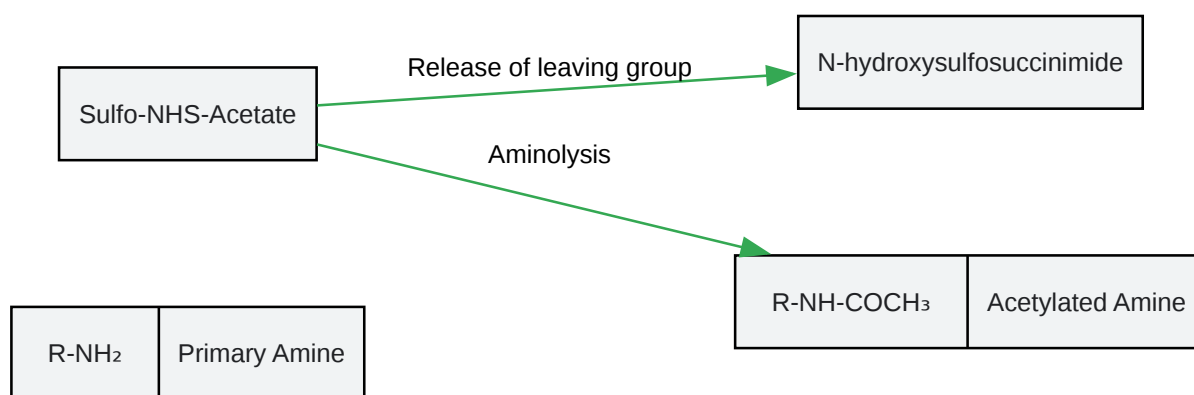 N-hydroxysulfosuccinimide
Release of leaving group
Sulfo-NHS-Acetate
Aminolysis
R-NH-COCH₃ Acetylated Amine
R-NH₂ Primary Amine